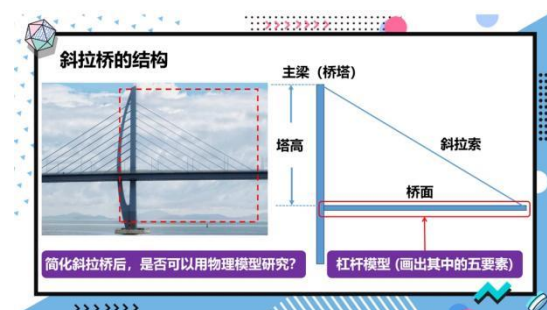 斜拉桥的结构
主梁（桥塔）
塔高
斜拉索
桥面
简化斜拉桥后，是否可以用物理模型研究？
杠杆模型 (画出其中的五要素)